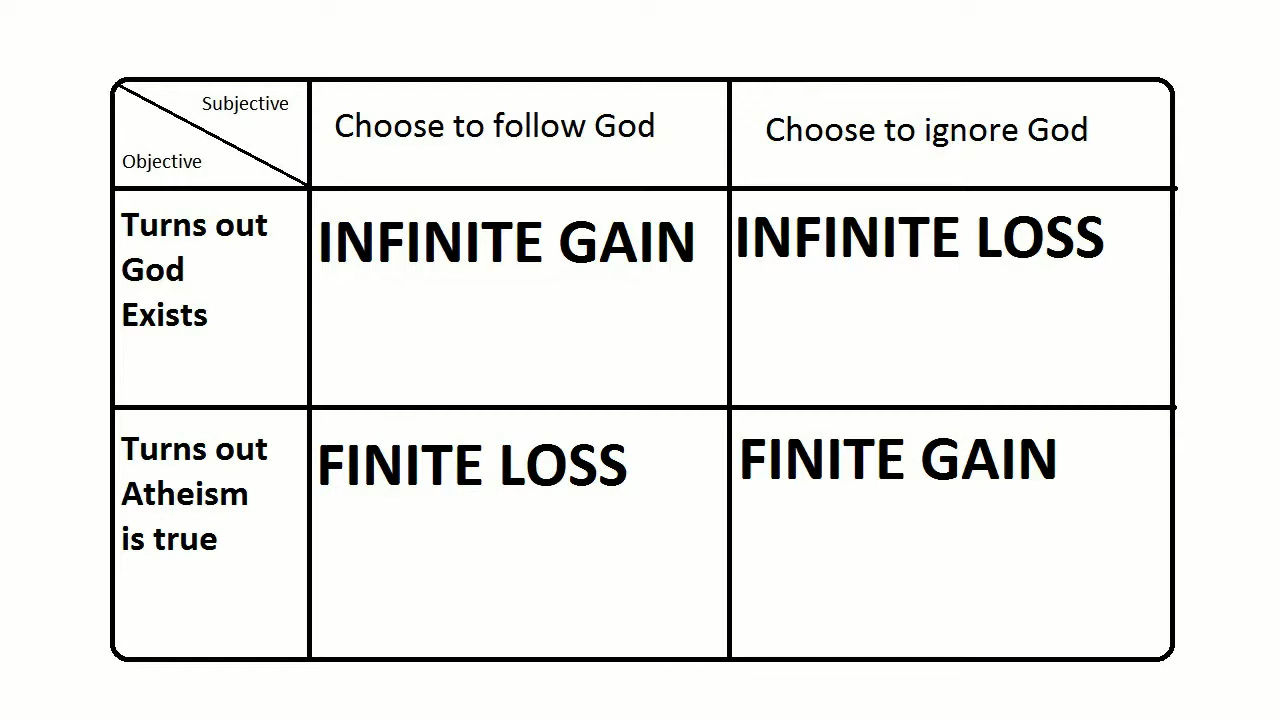 Subjective
Objective
Choose to follow God
Choose to ignore God
Turns out
God
Exists
INFINITE GAIN
INFINITE LOSS
Turns out
Atheism
is true
FINITE LOSS
FINITE GAIN